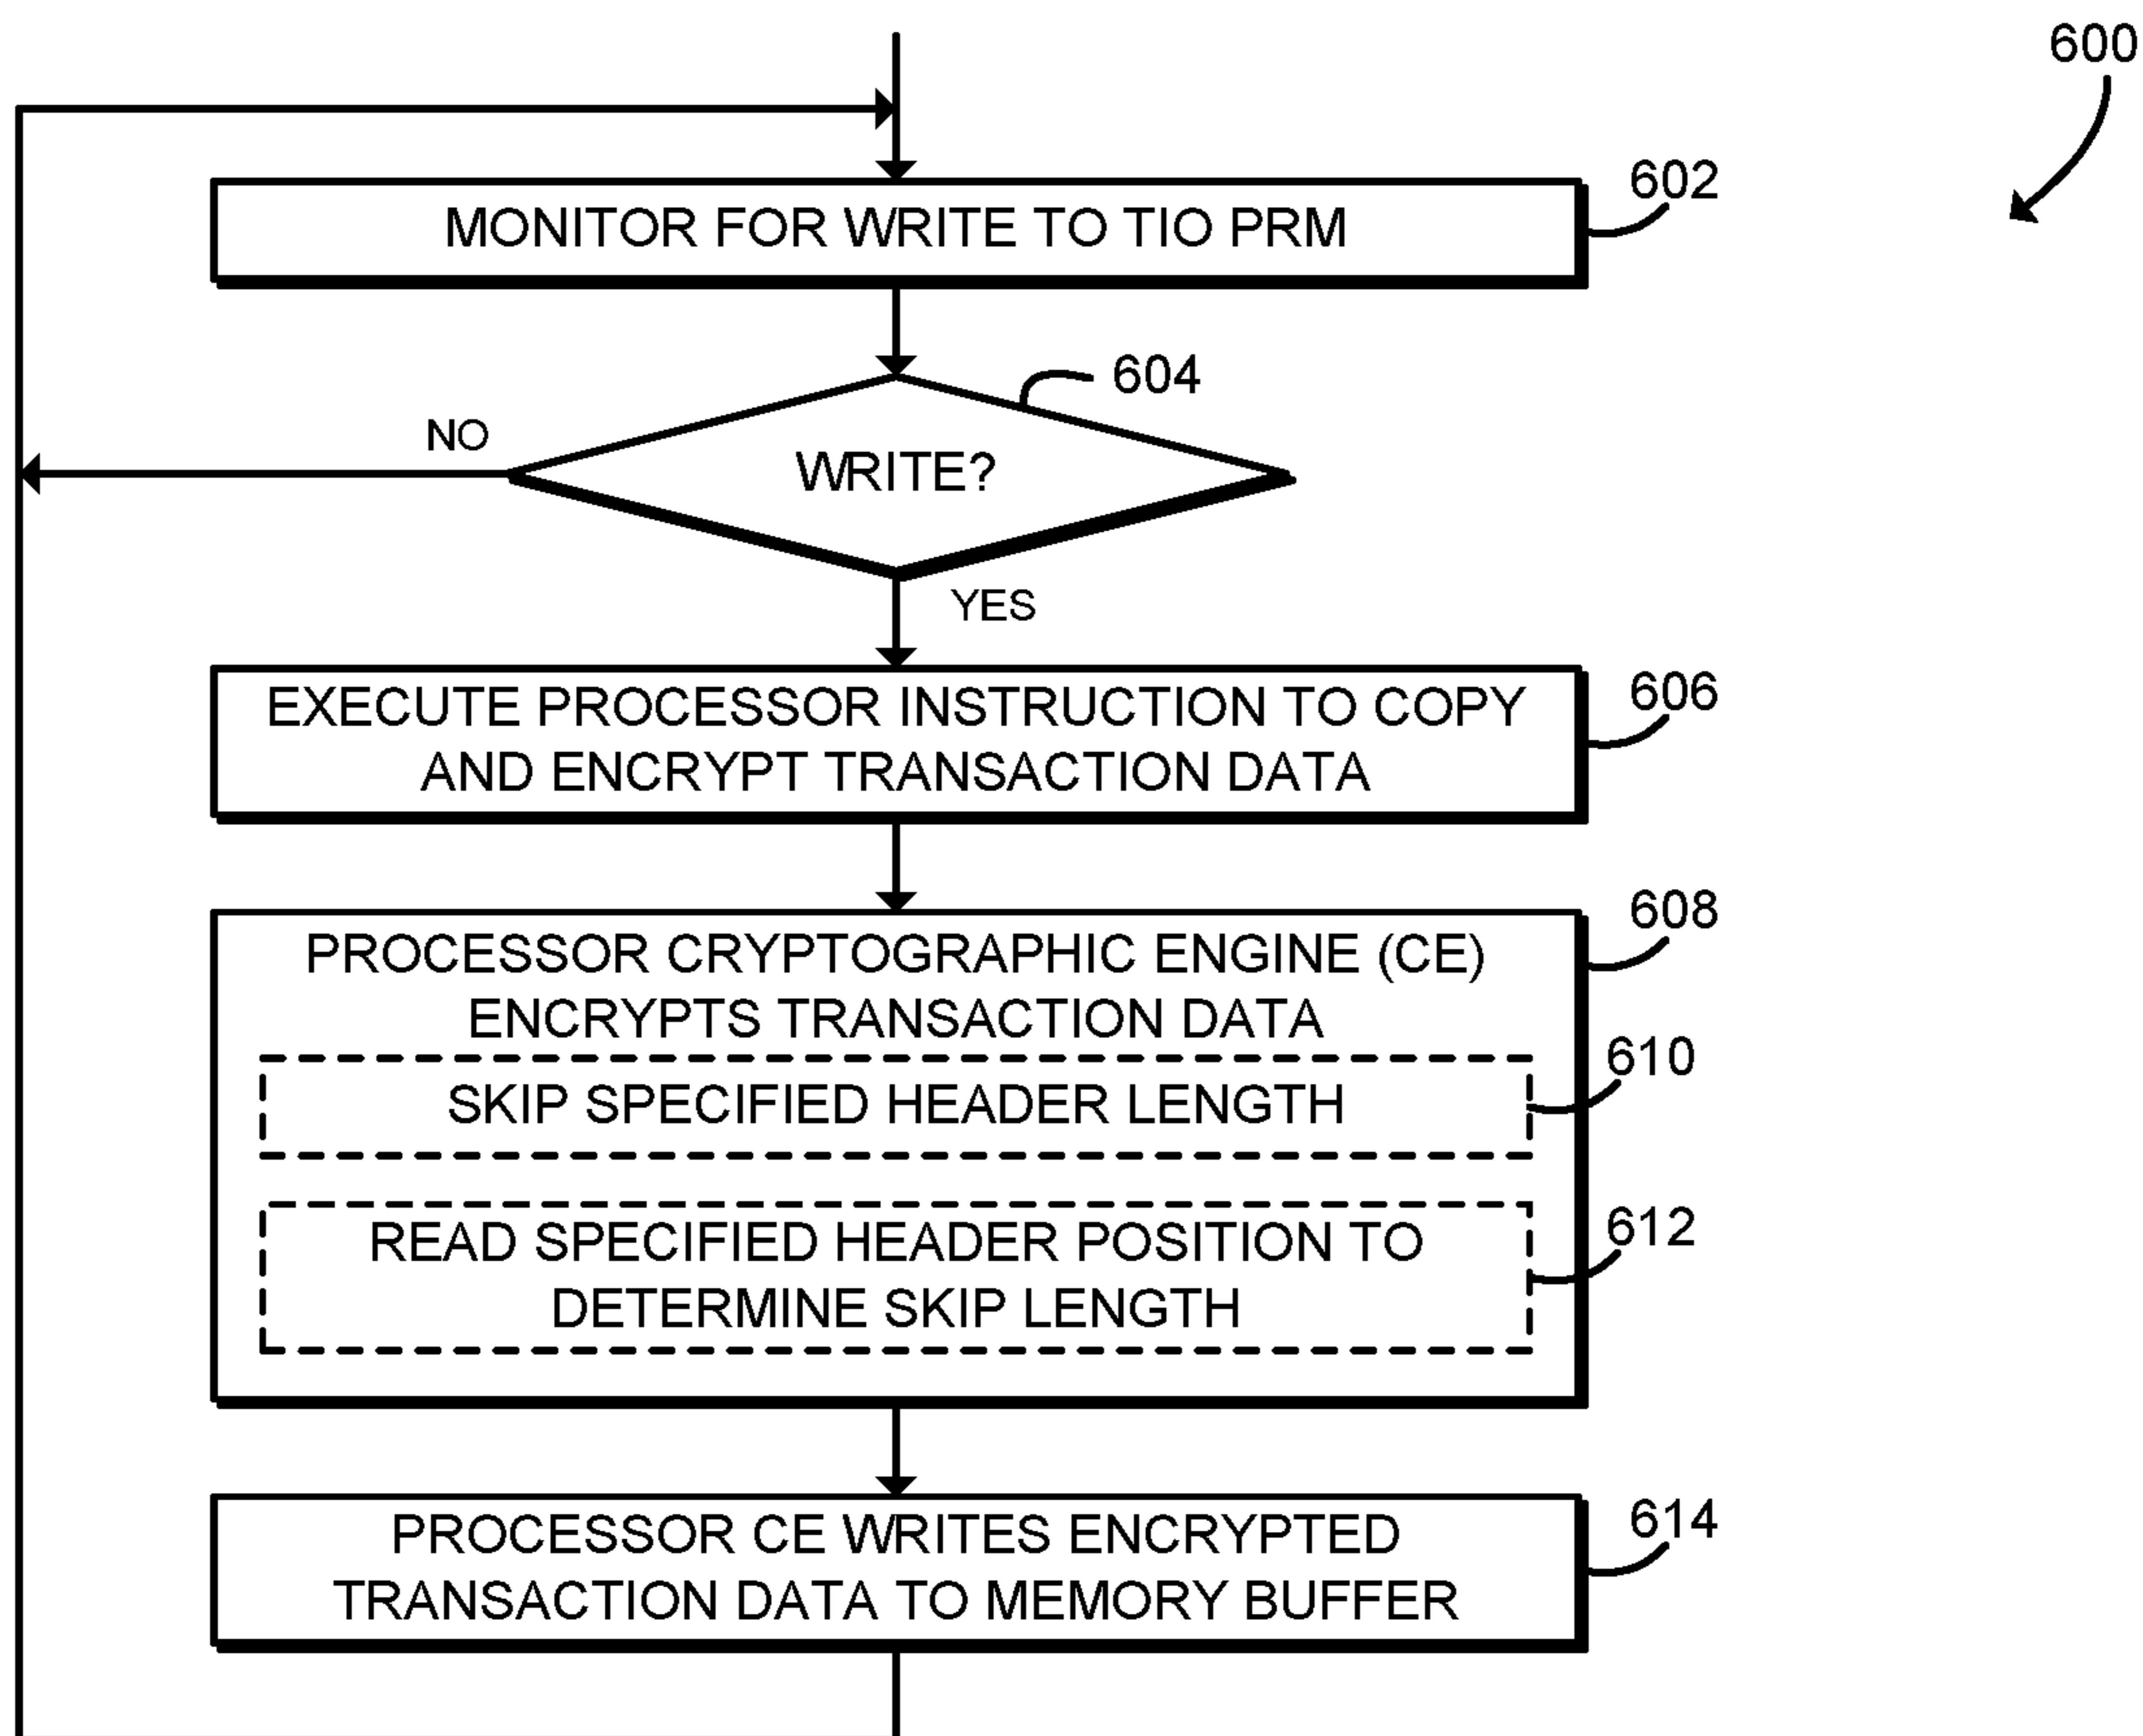 600
MONITOR FOR WRITE TO TIO PRM
602
604
NO
WRITE?
YES
EXECUTE PROCESSOR INSTRUCTION TO COPY
AND ENCRYPT TRANSACTION DATA
606
PROCESSOR CRYPTOGRAPHIC ENGINE (CE)
ENCRYPTS TRANSACTION DATA
608
SKIP SPECIFIED HEADER LENGTH
610
READ SPECIFIED HEADER POSITION TO
DETERMINE SKIP LENGTH
612
PROCESSOR CE WRITES ENCRYPTED
TRANSACTION DATA TO MEMORY BUFFER
614